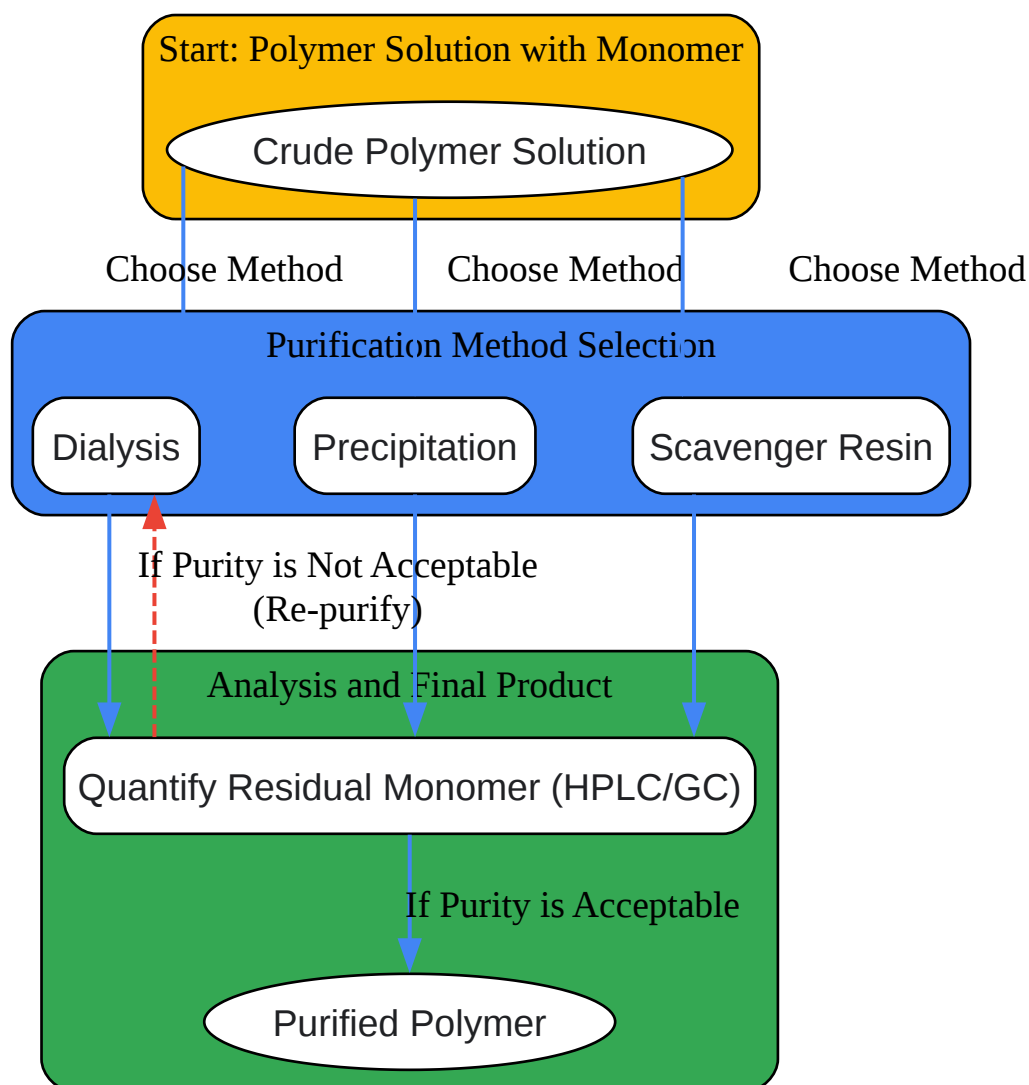 Start: Polymer Solution with Monomer
Crude Polymer Solution
Choose Method
Choose Method
Choose Method
Purification Method Selection
Dialysis
Precipitation
Scavenger Resin
If Purity is Not Acceptable
(Re-purify)
Analysis and Final Product
Quantify Residual Monomer (HPLC/GC)
If Purity is Acceptable
Purified Polymer